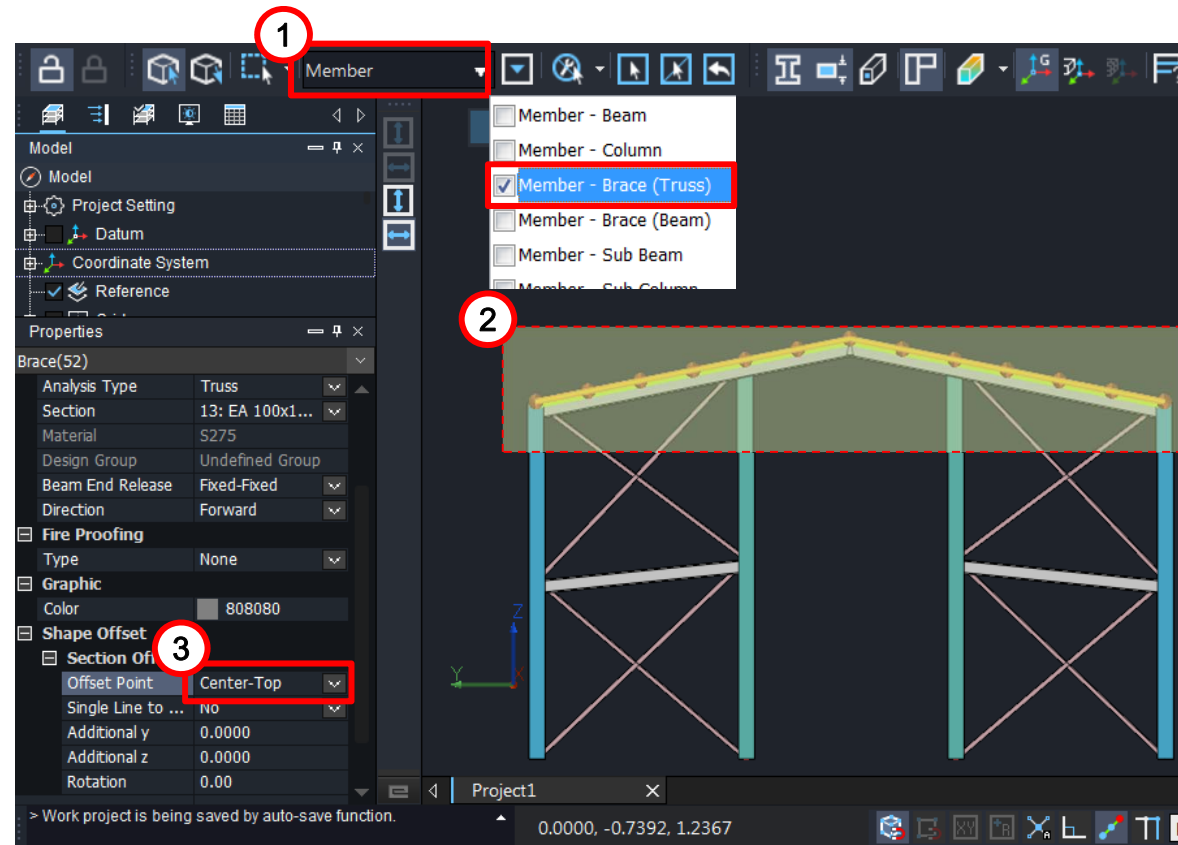 1
Member
Member - Beam
Member - Column
Member - Brace (Truss)
Member - Brace (Beam)
Member - Sub Beam
Member - Sub Column
Model
Model
Project Setting
Datum
Coordinate System
Reference
Properties
Brace(52)
Analysis Type Truss
Section 13: EA 100x1...
Material S275
Design Group Undefined Group
Beam End Release Fixed-Fixed
Direction Forward
Fire Proofing
Type None
Graphic
Color 808080
Shape Offset
3
Offset Point Center-Top
Single Line to ... No
Additional y 0.0000
Additional z 0.0000
Rotation 0.00
2
Z
Y
X
Project1
> Work project is being saved by auto-save function.
0.0000, -0.7392, 1.2367